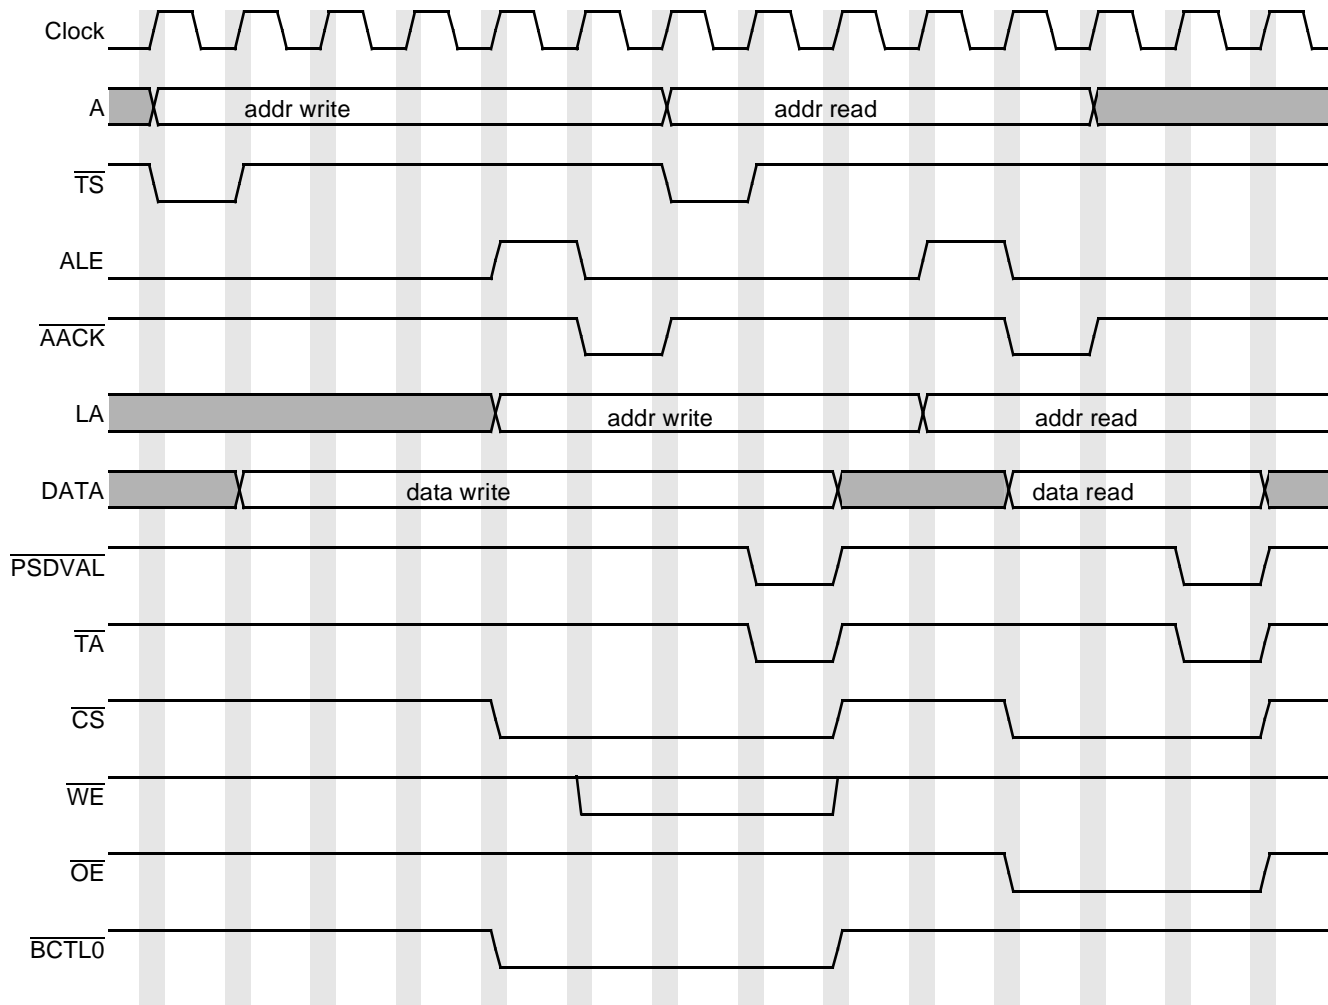 Clock
A
addr write
addr read
TS
ALE
AACK
LA
addr write
addr read
DATA
data write
data read
PSDVAL
TA
CS
WE
OE
BCTL0